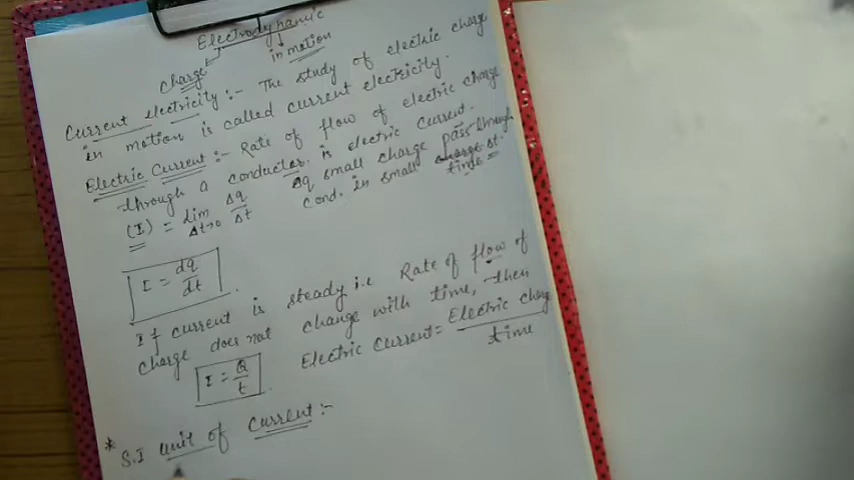 Electrodynamic
Charge in motion
Current electricity :- The study of electric charge
in motion is called current electricity.
Electric Current :- Rate of flow of electric charge
through a conductor is electric current.
(I) = lim Δt→0 Δq/Δt Δq small charge pass through
cond. in small time
I = dq/dt
If current is steady i.e Rate of flow of
charge does not change with time, then
I = Q/t Electric Current = Electric charge/time
* S.I unit of Current :-